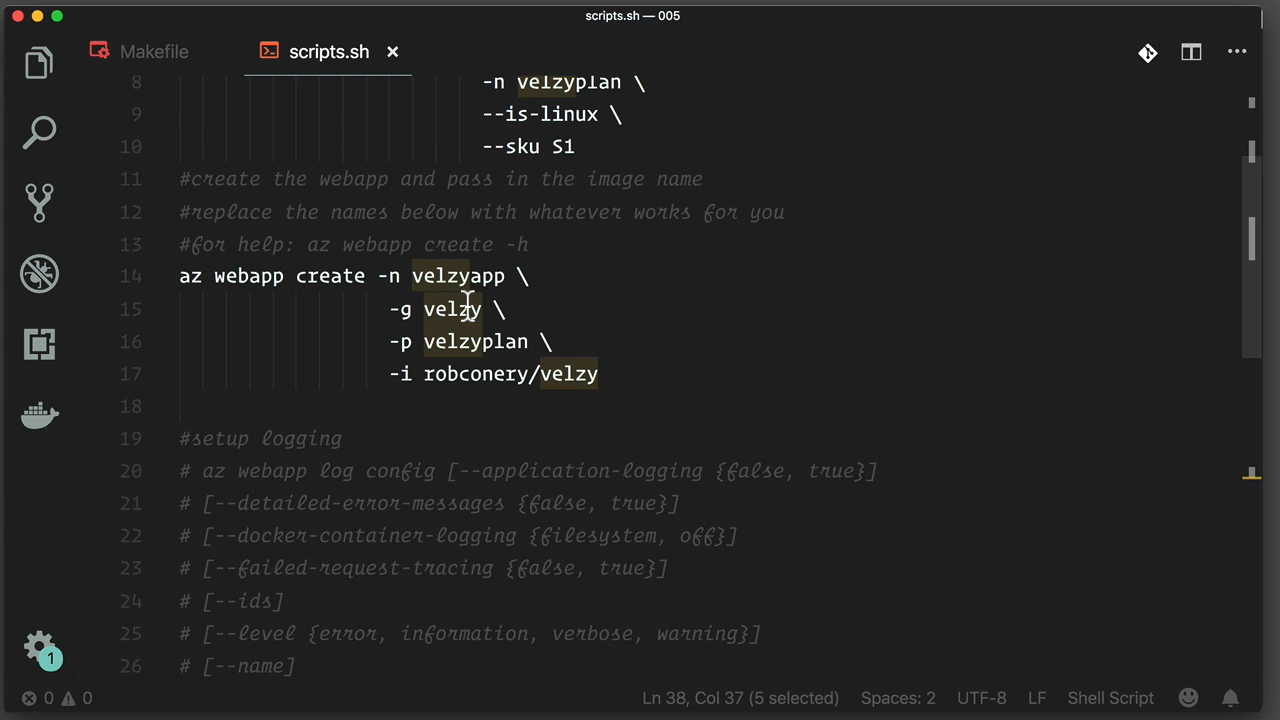 scripts.sh — 005
Makefile
scripts.sh
8 -n velzyplan \
9 --is-linux \
10 --sku S1
11 #create the webapp and pass in the image name
12 #replace the names below with whatever works for you
13 #for help: az webapp create -h
14 az webapp create -n velzyapp \
15 -g velzy \
16 -p velzyplan \
17 -i robconery/velzy
18
19 #setup logging
20 # az webapp log config [--application-logging {false, true}]
21 # [--detailed-error-messages {false, true}]
22 # [--docker-container-logging {filesystem, off}]
23 # [--failed-request-tracing {false, true}]
24 # [--ids]
25 # [--level {error, information, verbose, warning}]
26 # [--name]
1
0 0 Ln 38, Col 37 (5 selected) Spaces: 2 UTF-8 LF Shell Script